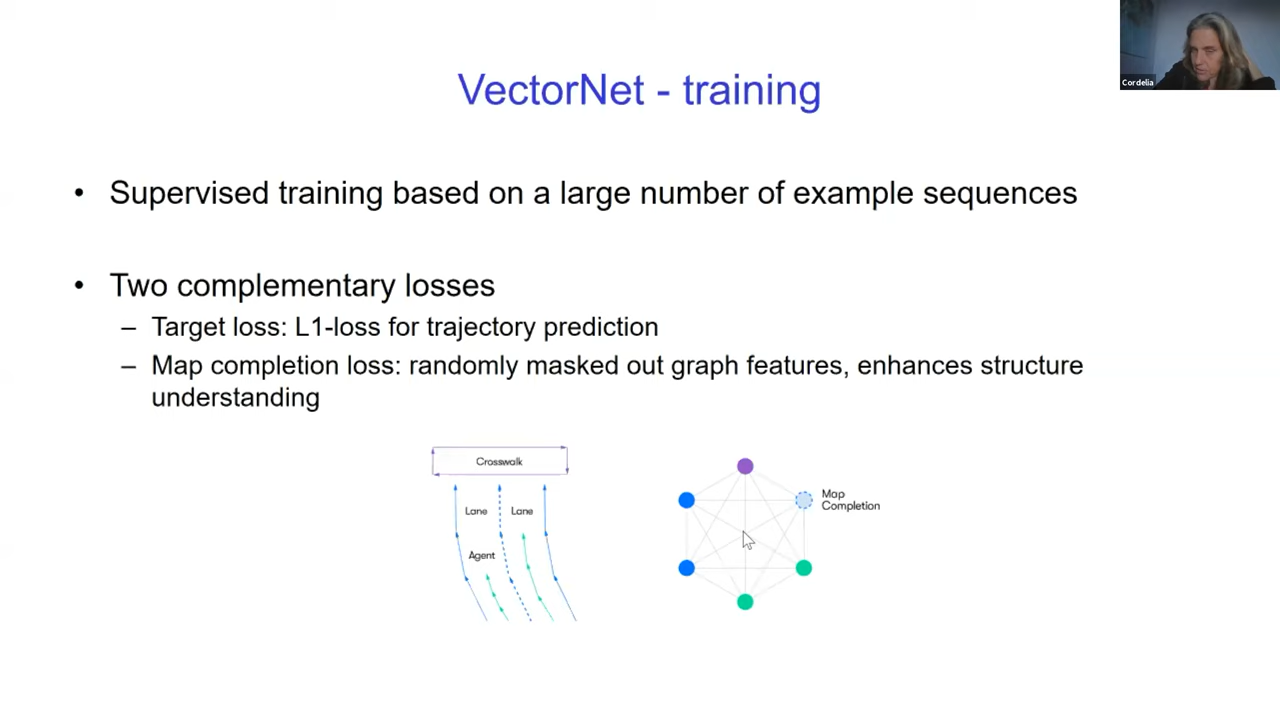 Cordelia
VectorNet - training
• Supervised training based on a large number of example sequences
• Two complementary losses
– Target loss: L1-loss for trajectory prediction
– Map completion loss: randomly masked out graph features, enhances structure
understanding
Crosswalk
Lane
Lane
Agent
Map
Completion